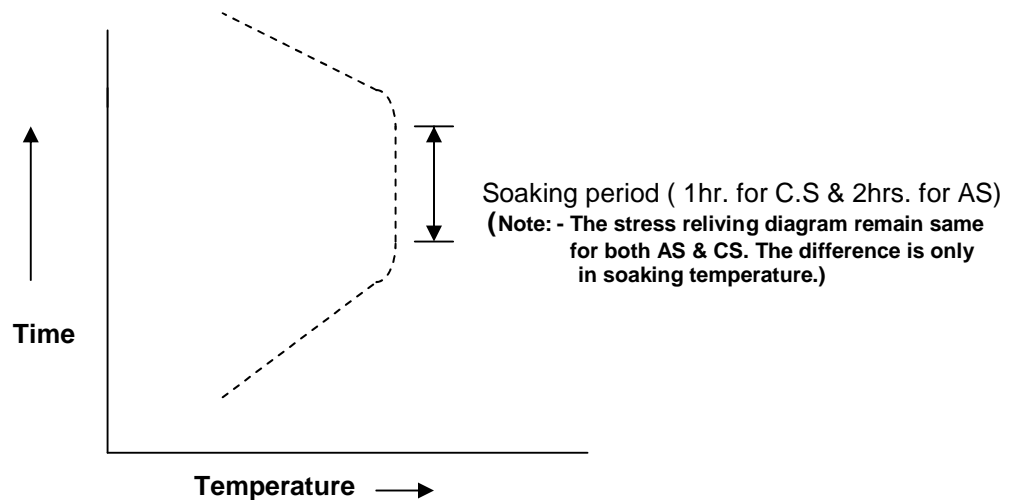 Soaking period ( 1hr. for C.S & 2hrs. for AS)
(Note: - The stress reliving diagram remain same
for both AS & CS. The difference is only
in soaking temperature.)
Time
Temperature